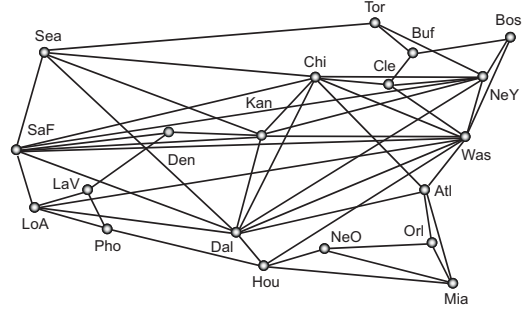 Tor
Bos
Buf
Sea
Chi
Cle
NeY
Kan
SaF
Den
Was
LaV
Atl
LoA
Pho
Dal
NeO
Orl
Hou
Mia